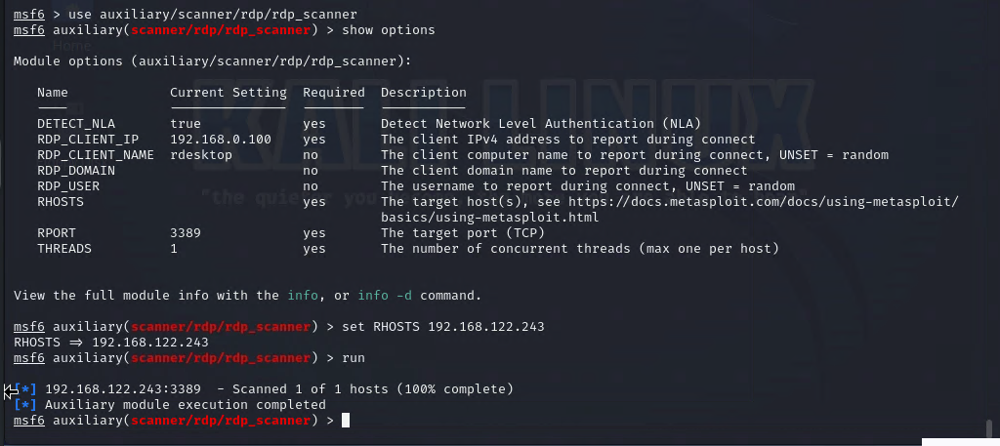 msf6 > use auxiliary/scanner/rdp/rdp_scanner
msf6 auxiliary(scanner/rdp/rdp_scanner) > show options
Home
Module options (auxiliary/scanner/rdp/rdp_scanner):
KALI LINUX
Name Current Setting Required Description
DETECT_NLA true yes Detect Network Level Authentication (NLA)
RDP_CLIENT_IP 192.168.0.100 yes The client IPv4 address to report during connect
RDP_CLIENT_NAME rdesktop no The client computer name to report during connect, UNSET = random
RDP_DOMAIN no The client domain name to report during connect
RDP_USER no The username to report during connect, UNSET = random
"the quieter you
RHOSTS yes The target host(s), see https://docs.metasploit.com/docs/using-metasploit/
basics/using-metasploit.html
RPORT 3389 yes The target port (TCP)
THREADS 1 yes The number of concurrent threads (max one per host)
View the full module info with the info, or info -d command.
msf6 auxiliary(scanner/rdp/rdp_scanner) > set RHOSTS 192.168.122.243
RHOSTS => 192.168.122.243
msf6 auxiliary(scanner/rdp/rdp_scanner) > run
[*] 192.168.122.243:3389 - Scanned 1 of 1 hosts (100% complete)
[*] Auxiliary module execution completed
msf6 auxiliary(scanner/rdp/rdp_scanner) >